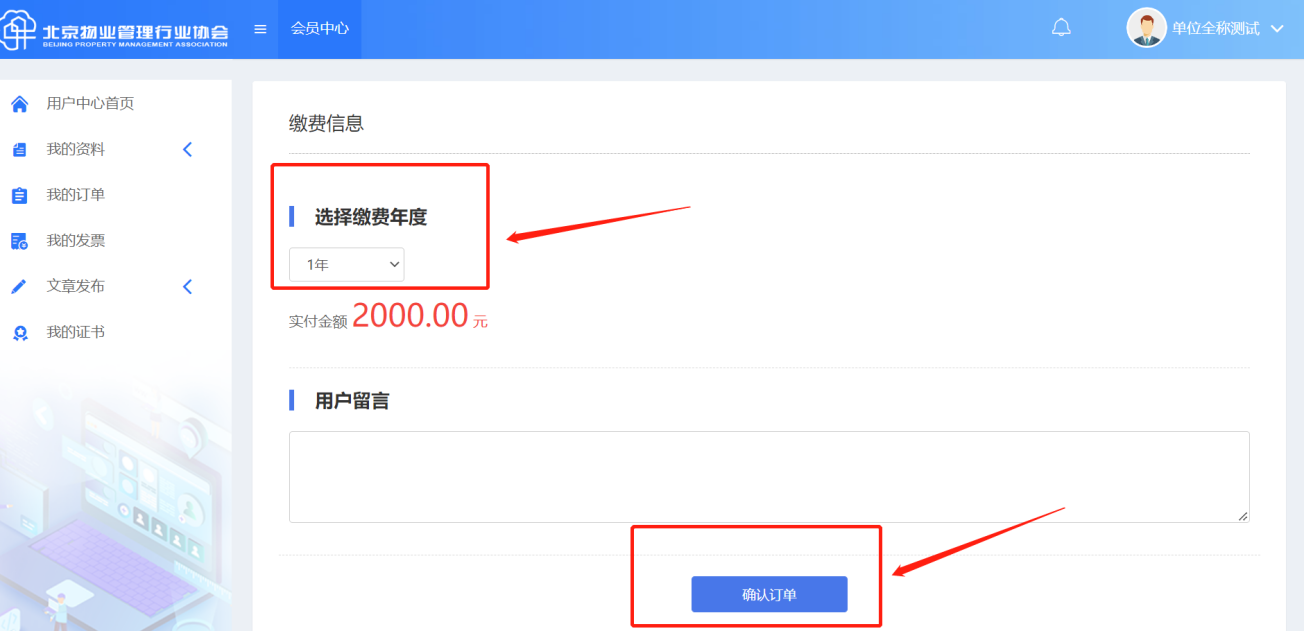 北京物业管理行业协会
BEIJING PROPERTY MANAGEMENT ASSOCIATION
会员中心
单位全称测试
用户中心首页
我的资料
我的订单
我的发票
文章发布
我的证书
缴费信息
选择缴费年度
1年
实付金额 2000.00 元
用户留言
确认订单